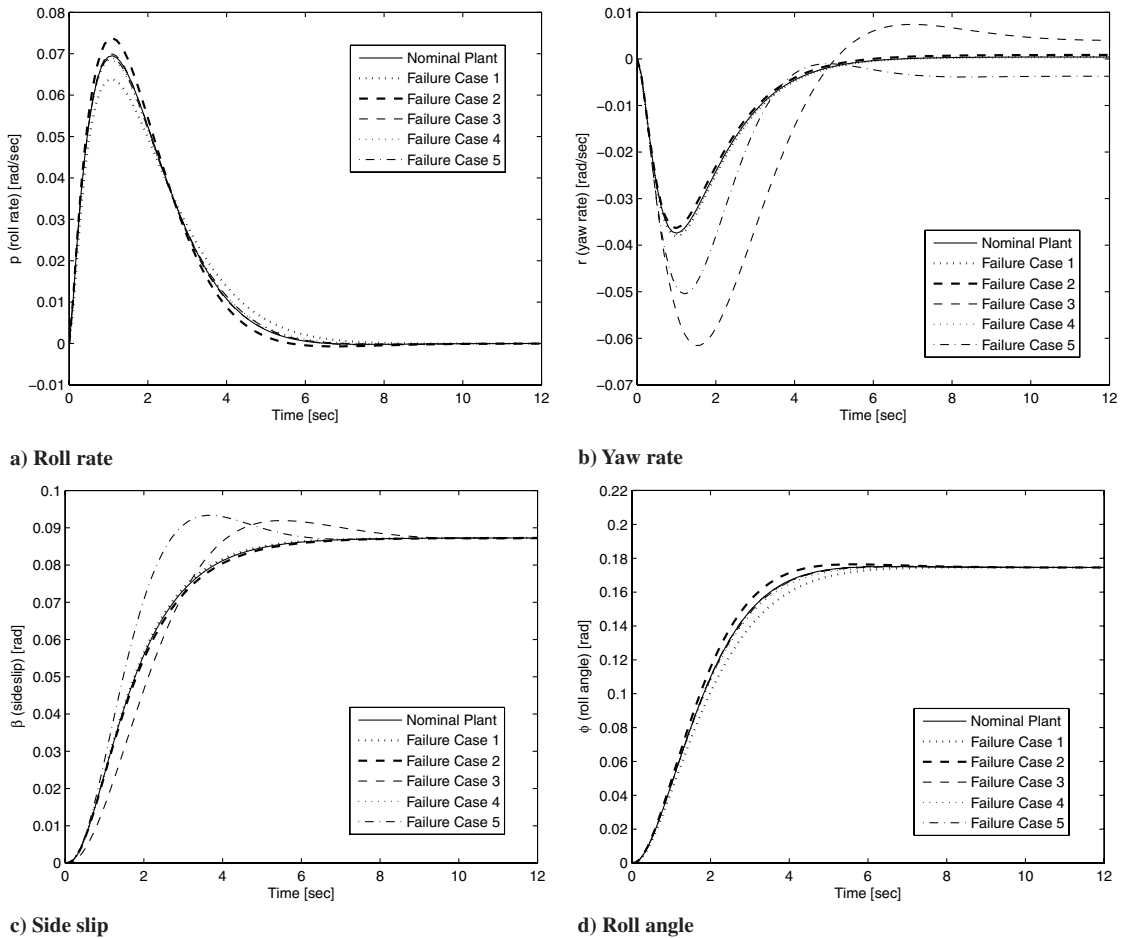 0.08
0.07
0.06
0.05
0.04
0.03
0.02
0.01
0
−0.01
p (roll rate) [rad/sec]
0 2 4 6 8 10 12
Time [sec]
Nominal Plant
Failure Case 1
Failure Case 2
Failure Case 3
Failure Case 4
Failure Case 5
a) Roll rate
0.01
0
−0.01
−0.02
−0.03
−0.04
−0.05
−0.06
−0.07
r (yaw rate) [rad/sec]
0 2 4 6 8 10 12
Time [sec]
Nominal Plant
Failure Case 1
Failure Case 2
Failure Case 3
Failure Case 4
Failure Case 5
b) Yaw rate
0.1
0.09
0.08
0.07
0.06
0.05
0.04
0.03
0.02
0.01
0
β (sideslip) [rad]
0 2 4 6 8 10 12
Time [sec]
Nominal Plant
Failure Case 1
Failure Case 2
Failure Case 3
Failure Case 4
Failure Case 5
c) Side slip
0.22
0.2
0.18
0.16
0.14
0.12
0.1
0.08
0.06
0.04
0.02
0
ϕ (roll angle) [rad]
0 2 4 6 8 10 12
Time [sec]
Nominal Plant
Failure Case 1
Failure Case 2
Failure Case 3
Failure Case 4
Failure Case 5
d) Roll angle